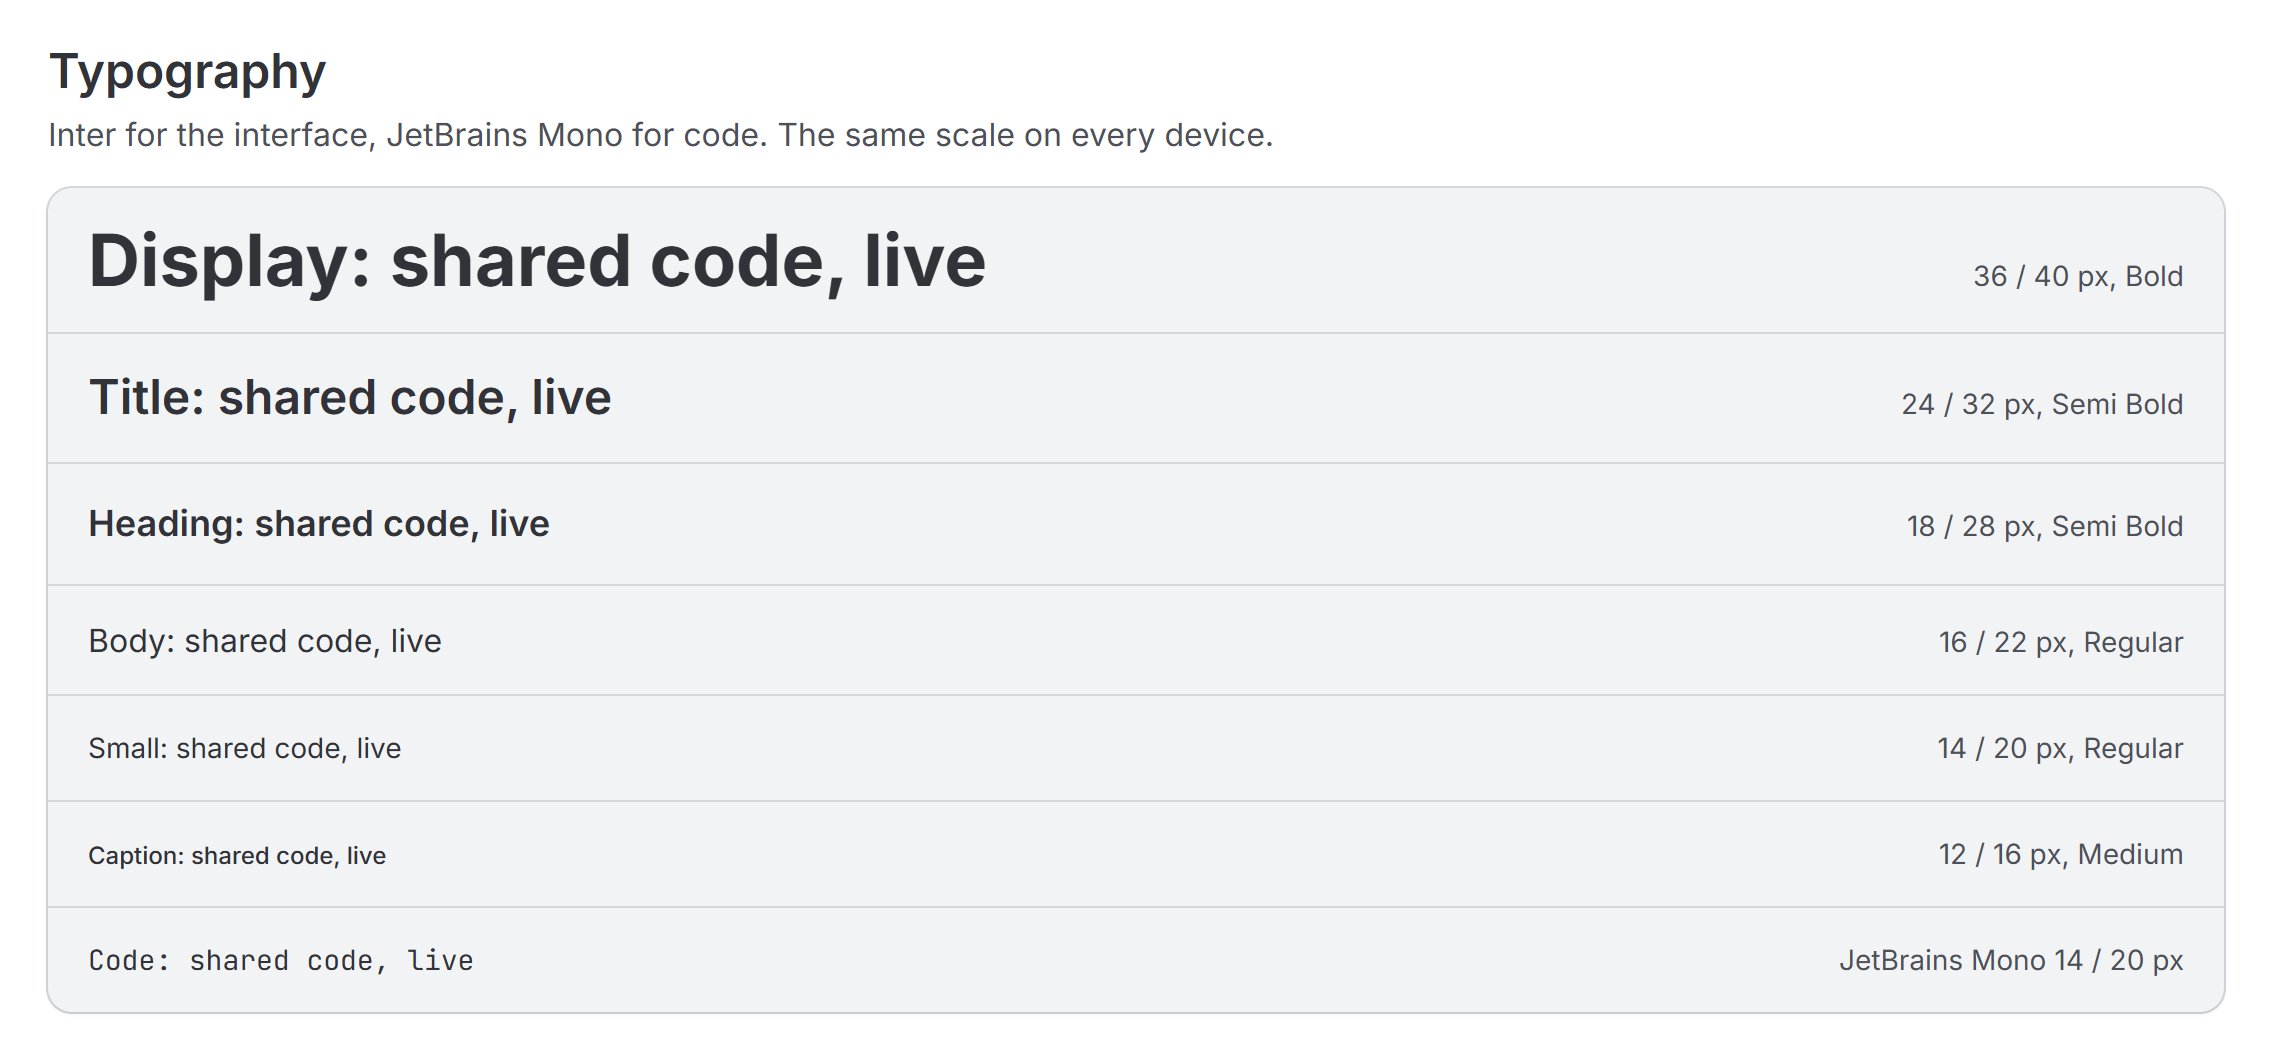 Typography
Inter for the interface, JetBrains Mono for code. The same scale on every device.
Display: shared code, live
36 / 40 px, Bold
Title: shared code, live
24 / 32 px, Semi Bold
Heading: shared code, live
18 / 28 px, Semi Bold
Body: shared code, live
16 / 22 px, Regular
Small: shared code, live
14 / 20 px, Regular
Caption: shared code, live
12 / 16 px, Medium
Code: shared code, live
JetBrains Mono 14 / 20 px